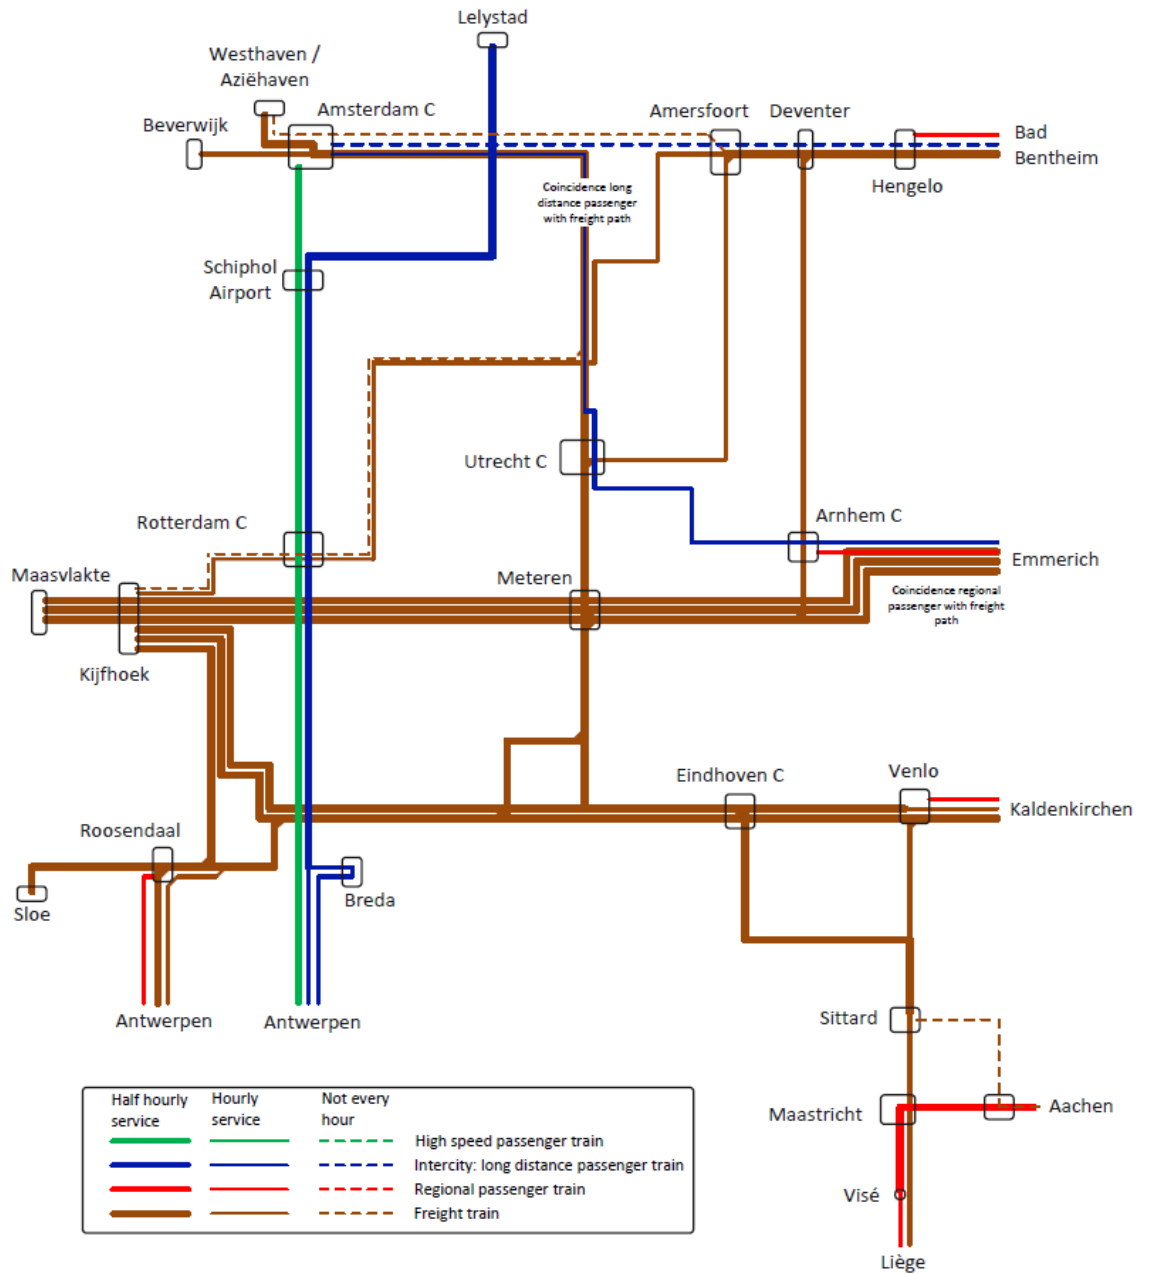 Lelystad
Westhaven /
Aziëhaven
Amsterdam C
Beverwijk
Amersfoort
Deventer
Bad
Bentheim
Hengelo
Coincidence long
distance passenger
with freight path
Schiphol
Airport
Utrecht C
Rotterdam C
Arnhem C
Emmerich
Maasvlakte
Meteren
Coincidence regional
passenger with freight
path
Kijfhoek
Eindhoven C
Venlo
Kaldenkirchen
Roosendaal
Sloe
Breda
Antwerpen
Antwerpen
Sittard
Maastricht
Aachen
Visé
Liège
Half hourly
service
Hourly
service
Not every
hour
High speed passenger train
Intercity: long distance passenger train
Regional passenger train
Freight train